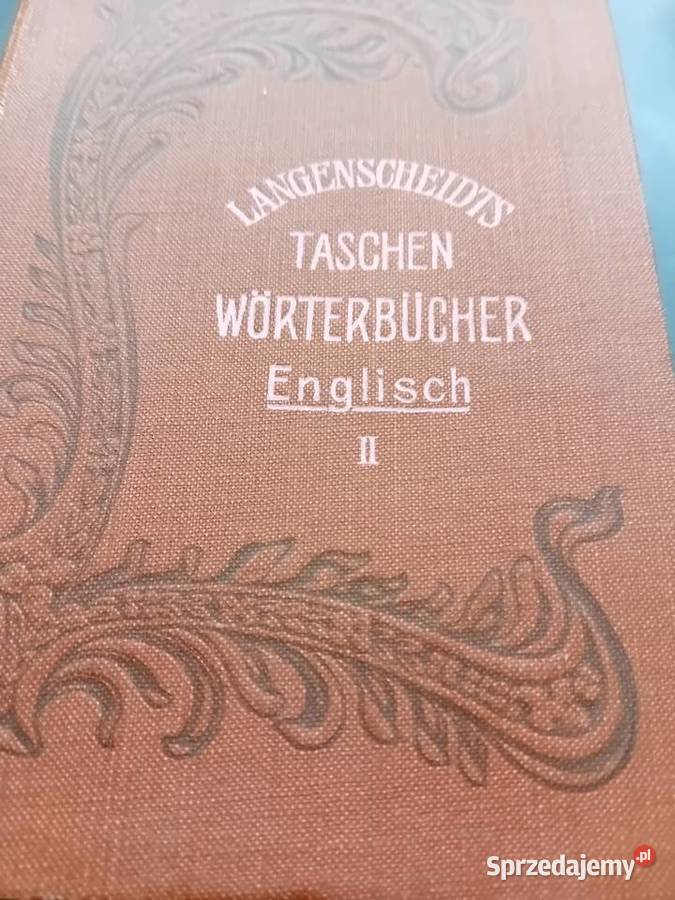 LANGENSCHEIDTS
TASCHEN
WÖRTERBÜCHER
Englisch
II
Sprzedajemy.pl